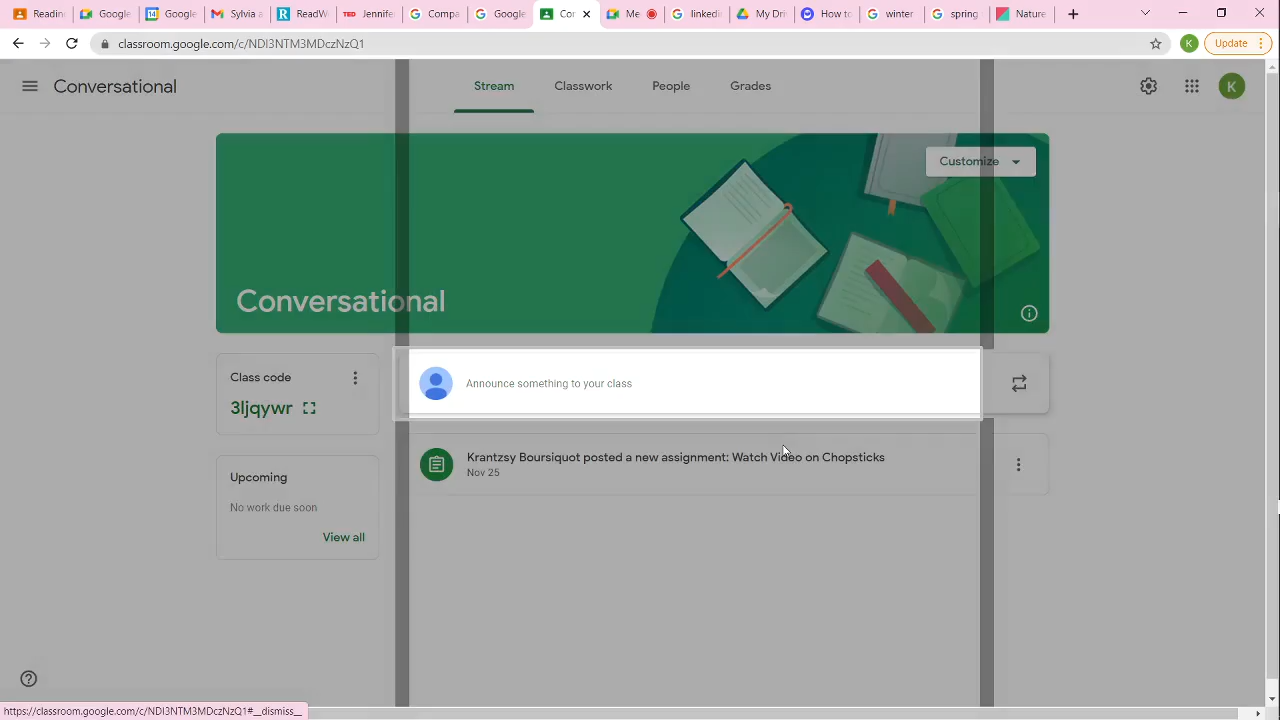 Readin
Google
Google
Sylvia a
ReadW
TED Jennife
Compa
Google
Co
Me
linkedi
My Dri
How t
winter
spring
Nature
classroom.google.com/c/NDI3NTM3MDczNzQ1
K
Update
Conversational
Stream
Classwork
People
Grades
K
Customize
Conversational
Class code
3ljqywr
Announce something to your class
Krantzsy Boursiquot posted a new assignment: Watch Video on Chopsticks
Nov 25
Upcoming
No work due soon
View all
https://classroom.google.com/c/NDI3NTM3MDczNzQ1#__dismiss__